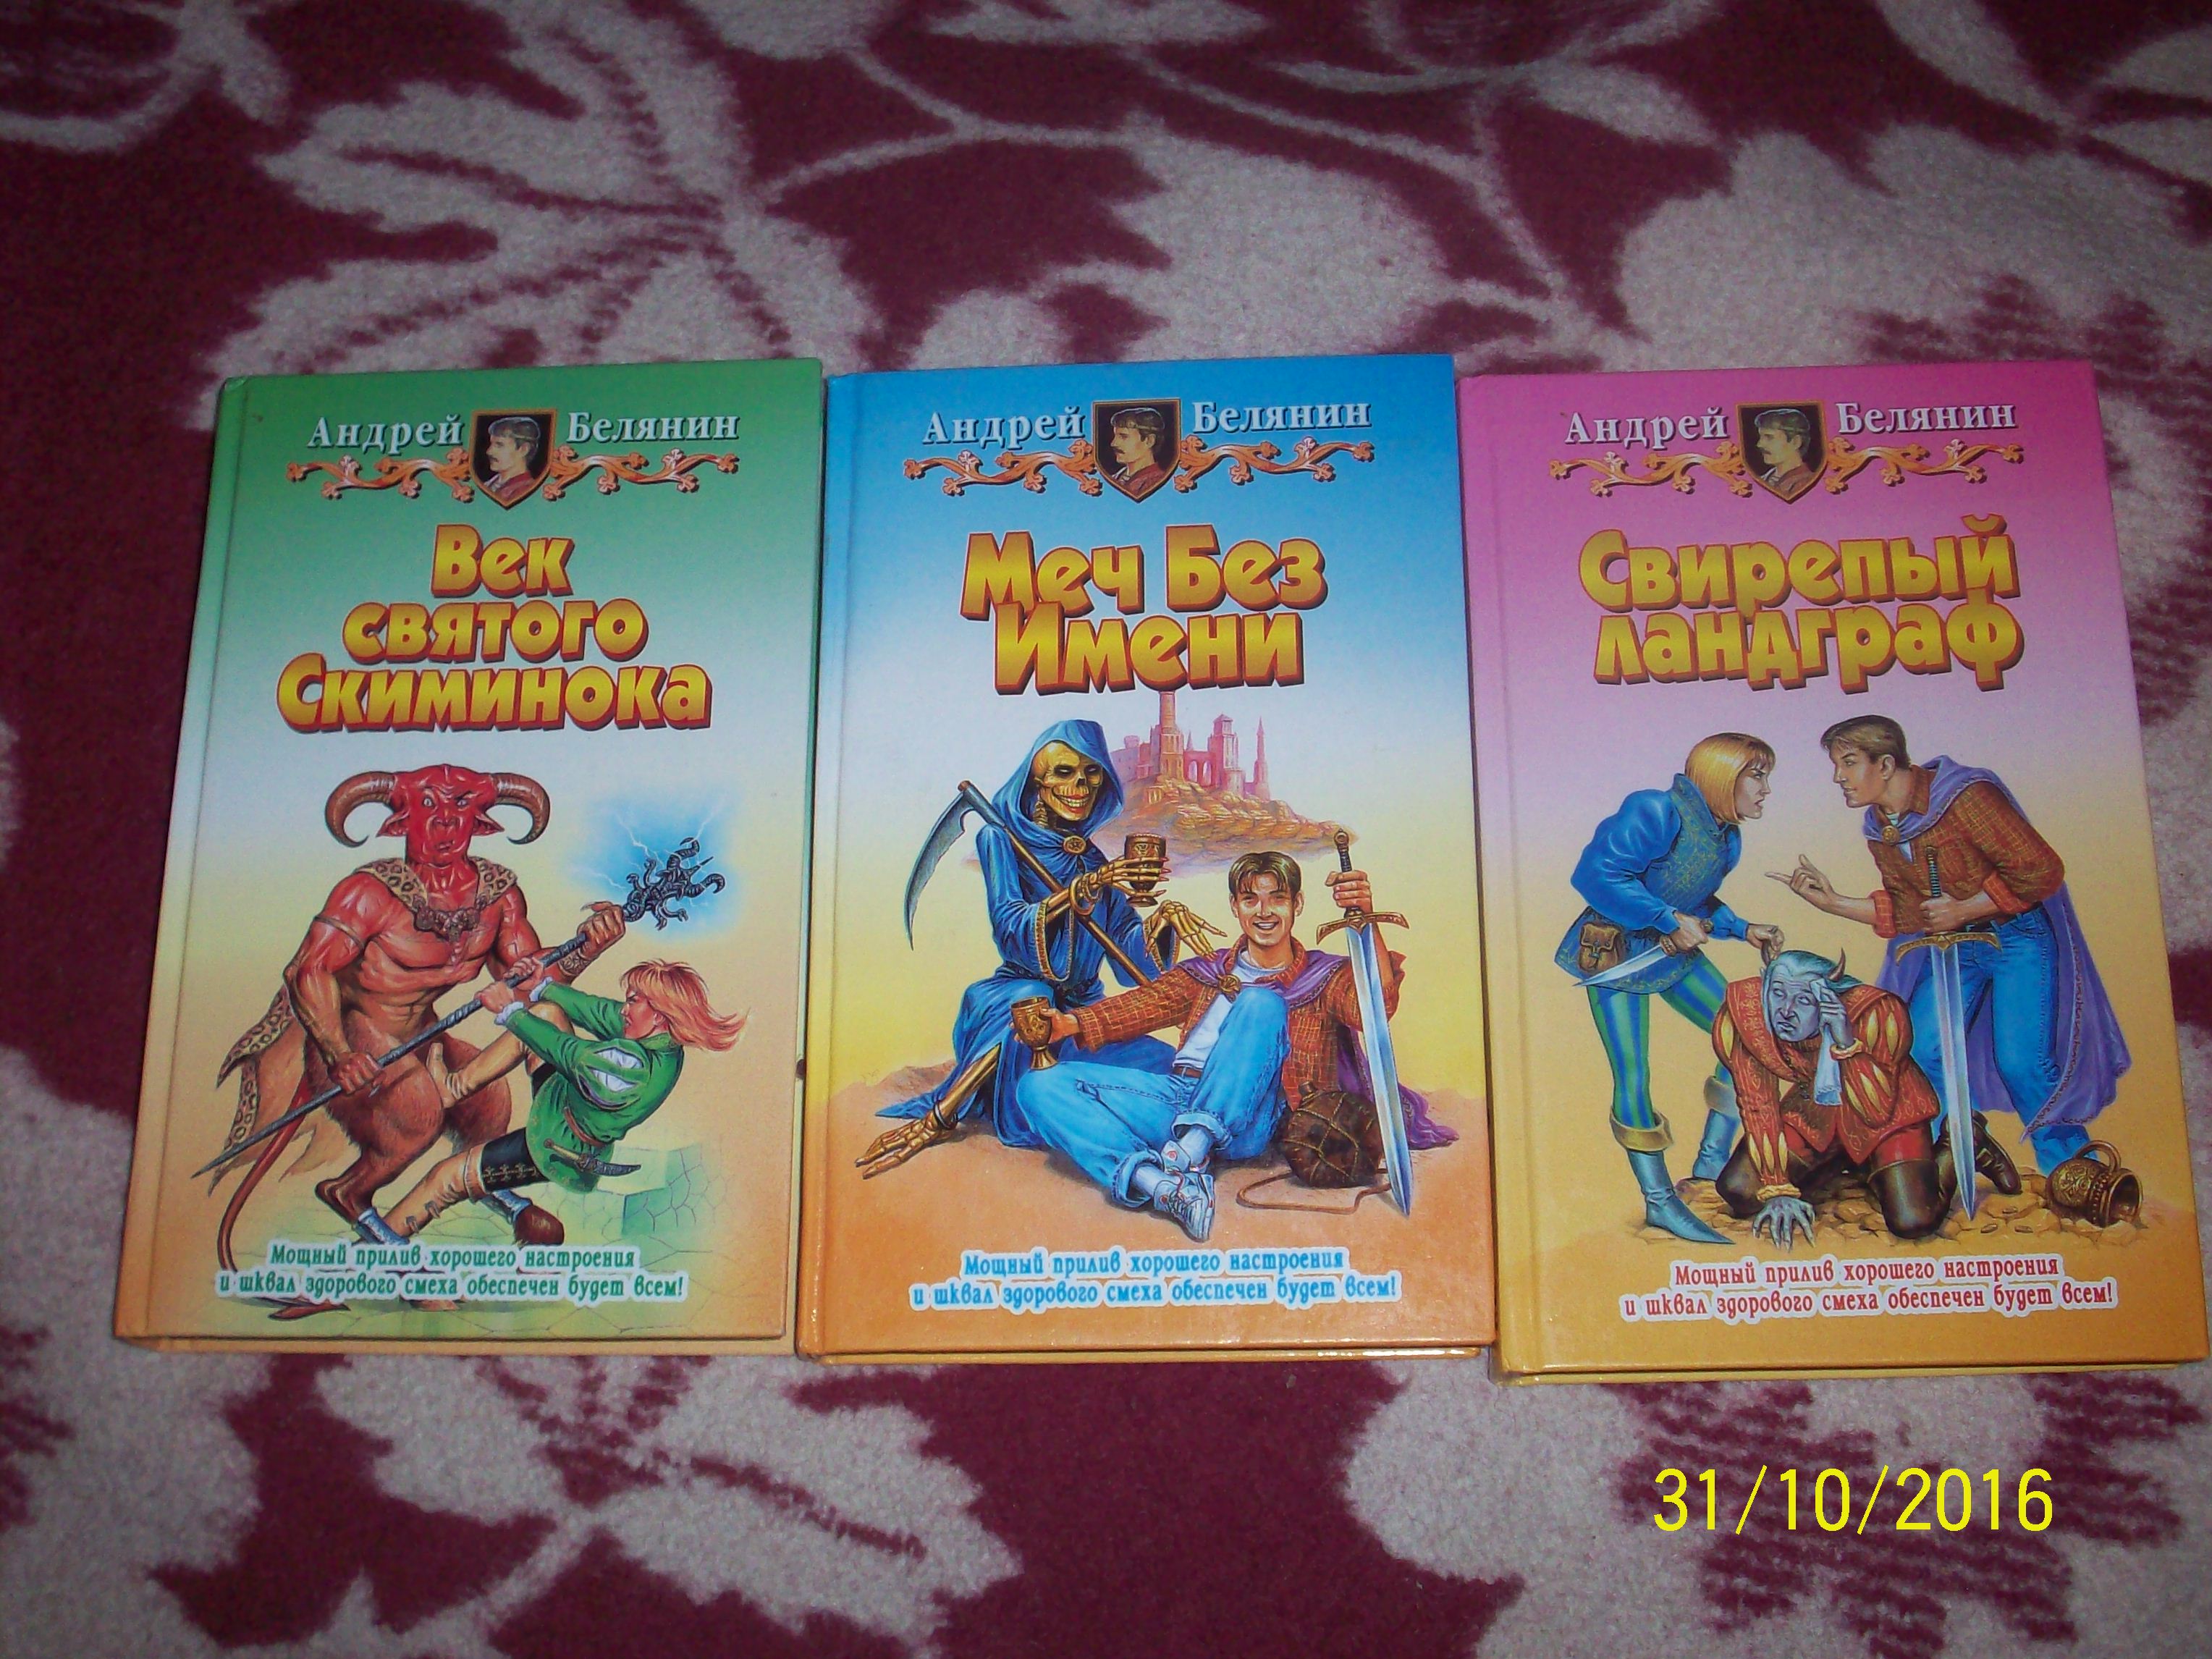 Андрей Белянин
Век
святого
Скиминока
Мощный прилив хорошего настроения
и шквал здорового смеха обеспечен будет всем!
Андрей Белянин
Меч Без
Имени
Мощный прилив хорошего настроения
и шквал здорового смеха обеспечен будет всем!
Андрей Белянин
Свирепый
ландграф
Мощный прилив хорошего настроения
и шквал здорового смеха обеспечен будет всем!
31/10/2016